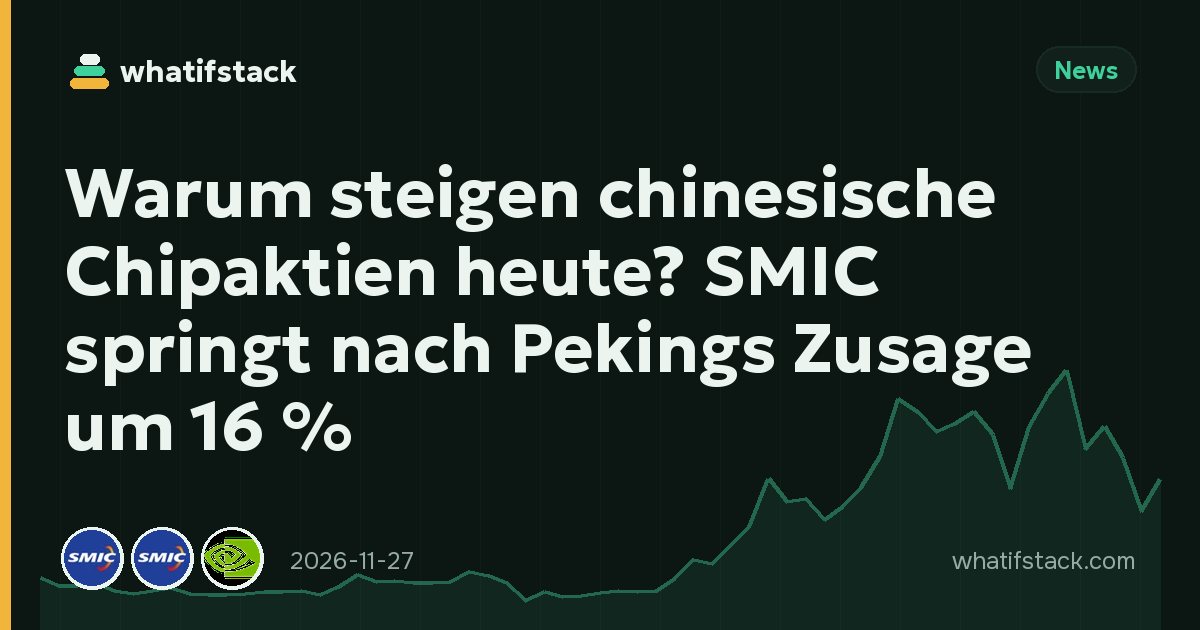 whatifstack
News
Warum steigen chinesische
Chipaktien heute? SMIC
springt nach Pekings Zusage
um 16 %
SMIC SMIC
2026-11-27
whatifstack.com